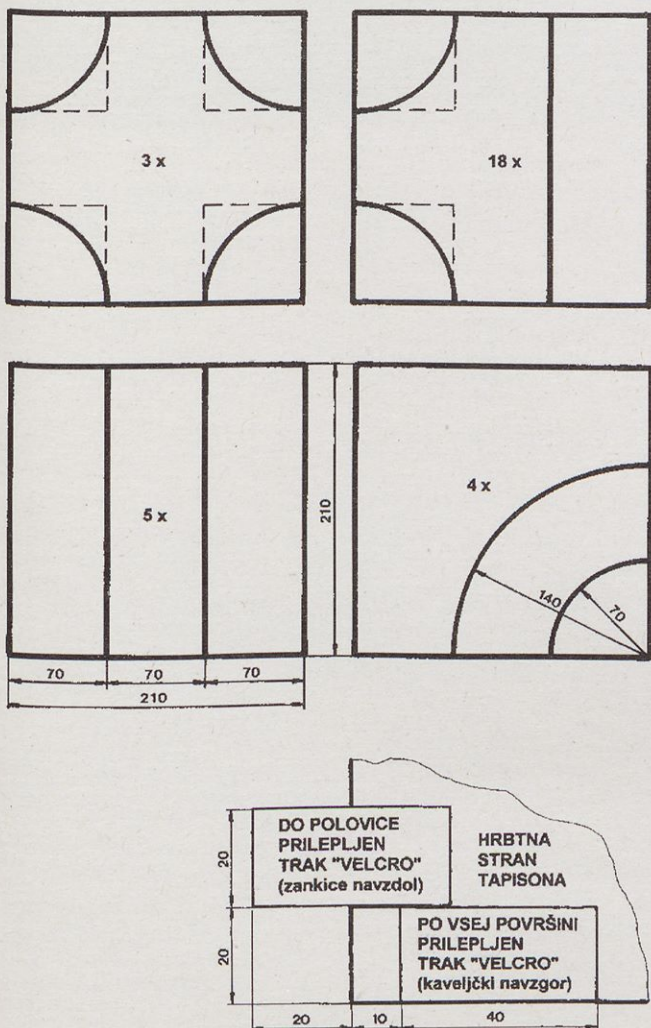 3 x
18 x
5 x
210
4 x
140
70
70
70
70
210
DO POLOVICE
PRILEPLJEN
TRAK "VELCRO"
(zankice navzdol)
HRBTNA
STRAN
TAPISONA
20
PO VSEJ POVRŠINI
PRILEPLJEN
TRAK "VELCRO"
(kaveljčki navzgor)
20
20
10
40